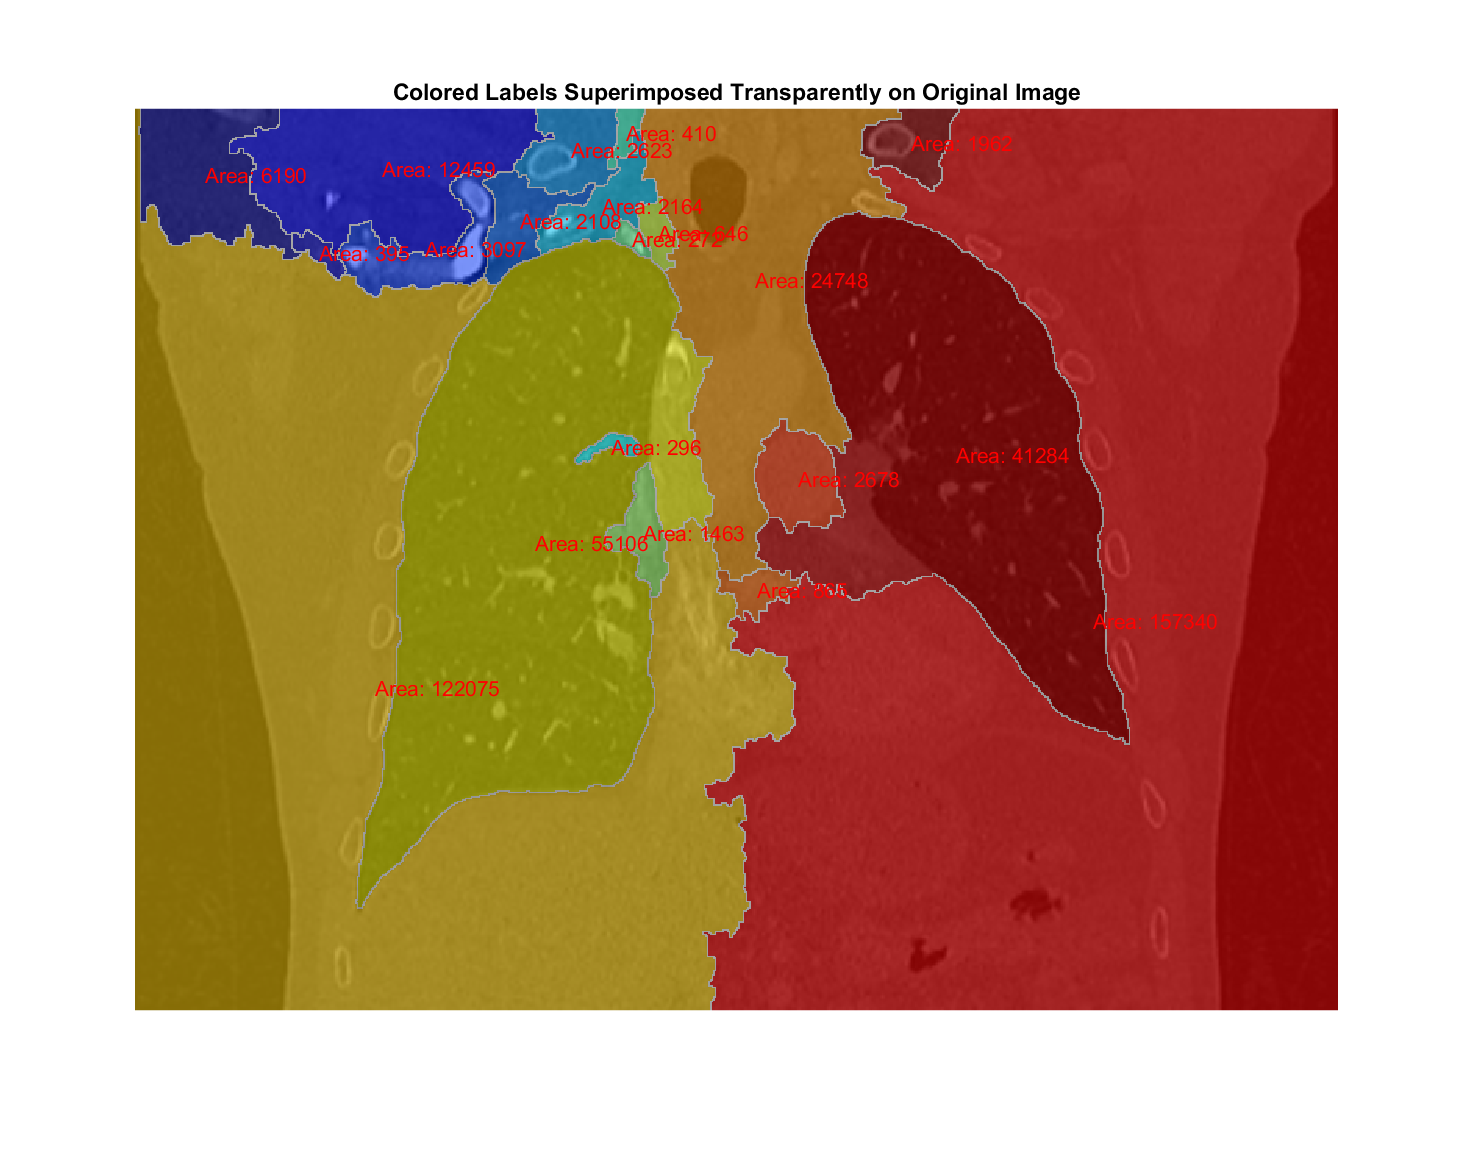 Colored Labels Superimposed Transparently on Original Image
Area: 410
Area: 1962
Area: 2623
Area: 12459
Area: 6190
Area: 2164
Area: 2108
Area: 646
Area: 272
Area: 3097
Area: 395
Area: 24748
Area: 296
Area: 41284
Area: 2678
Area: 1463
Area: 55106
Area:
Area: 157340
Area: 122075